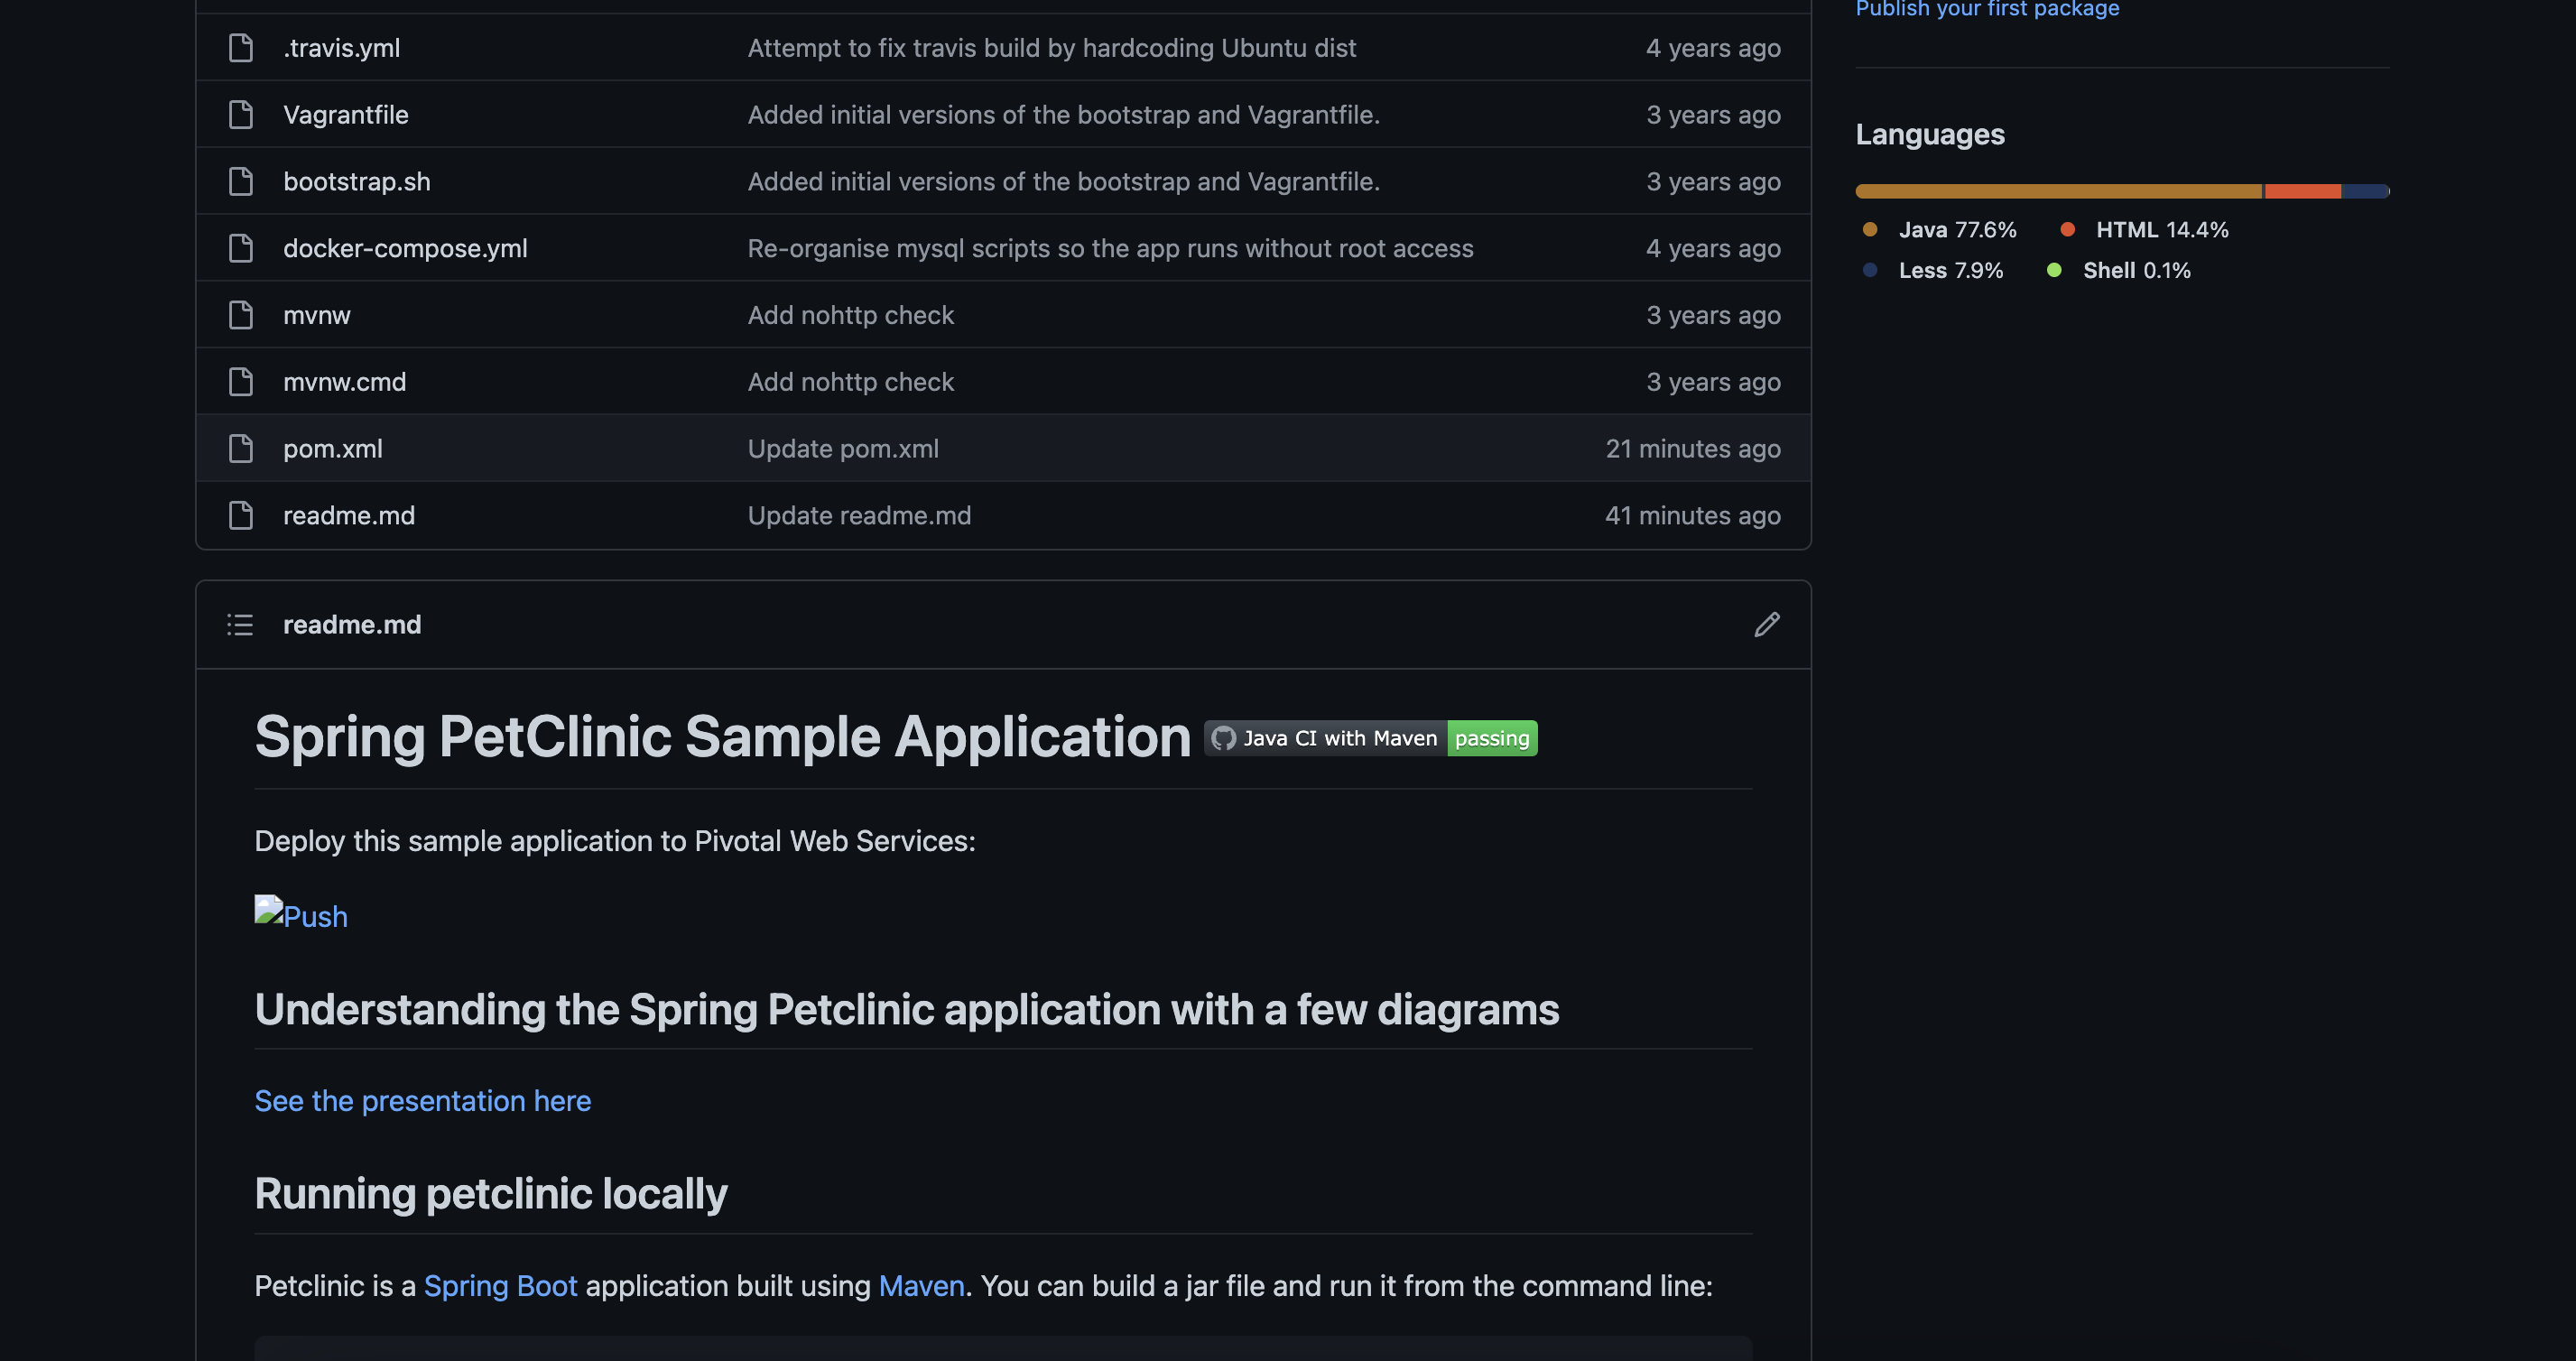 Publish your first package
.travis.yml Attempt to fix travis build by hardcoding Ubuntu dist 4 years ago
Vagrantfile Added initial versions of the bootstrap and Vagrantfile. 3 years ago
bootstrap.sh Added initial versions of the bootstrap and Vagrantfile. 3 years ago
docker-compose.yml Re-organise mysql scripts so the app runs without root access 4 years ago
mvnw Add nohttp check 3 years ago
mvnw.cmd Add nohttp check 3 years ago
pom.xml Update pom.xml 21 minutes ago
readme.md Update readme.md 41 minutes ago
Languages
Java 77.6% HTML 14.4%
Less 7.9% Shell 0.1%
readme.md
Spring PetClinic Sample Application Java CI with Maven passing
Deploy this sample application to Pivotal Web Services:
Push
Understanding the Spring Petclinic application with a few diagrams
See the presentation here
Running petclinic locally
Petclinic is a Spring Boot application built using Maven. You can build a jar file and run it from the command line: